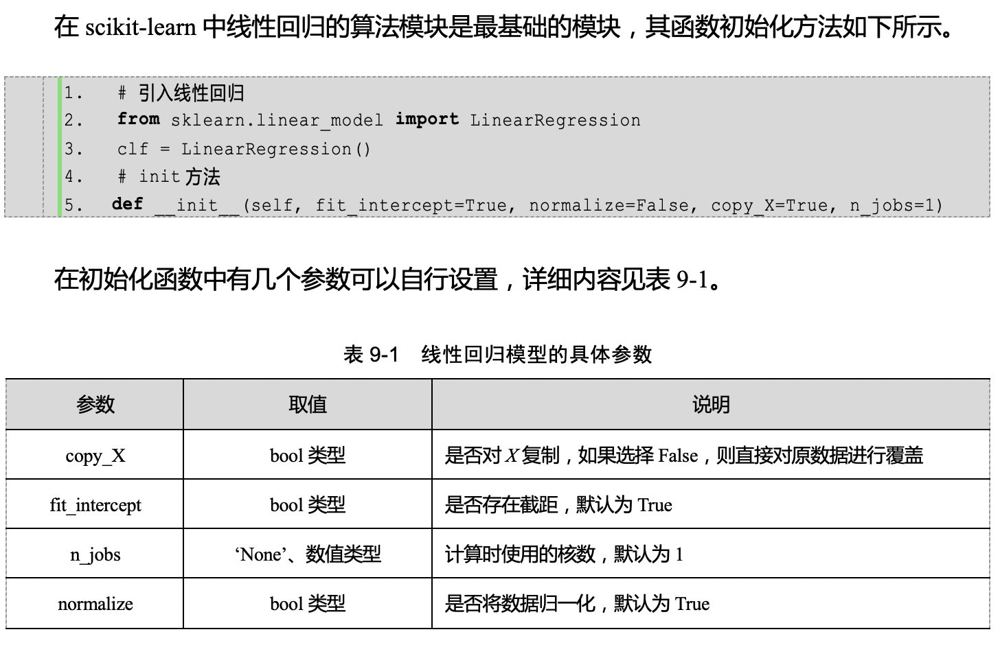 在 scikit-learn 中线性回归的算法模块是最基础的模块，其函数初始化方法如下所示。
1. # 引入线性回归
2. from sklearn.linear_model import LinearRegression
3. clf = LinearRegression()
4. # init 方法
5. def __init__(self, fit_intercept=True, normalize=False, copy_X=True, n_jobs=1)
在初始化函数中有几个参数可以自行设置，详细内容见表 9-1。
表 9-1 线性回归模型的具体参数
参数 取值 说明
copy_X bool 类型 是否对 X 复制，如果选择 False，则直接对原数据进行覆盖
fit_intercept bool 类型 是否存在截距，默认为 True
n_jobs ‘None’、数值类型 计算时使用的核数，默认为 1
normalize bool 类型 是否将数据归一化，默认为 True